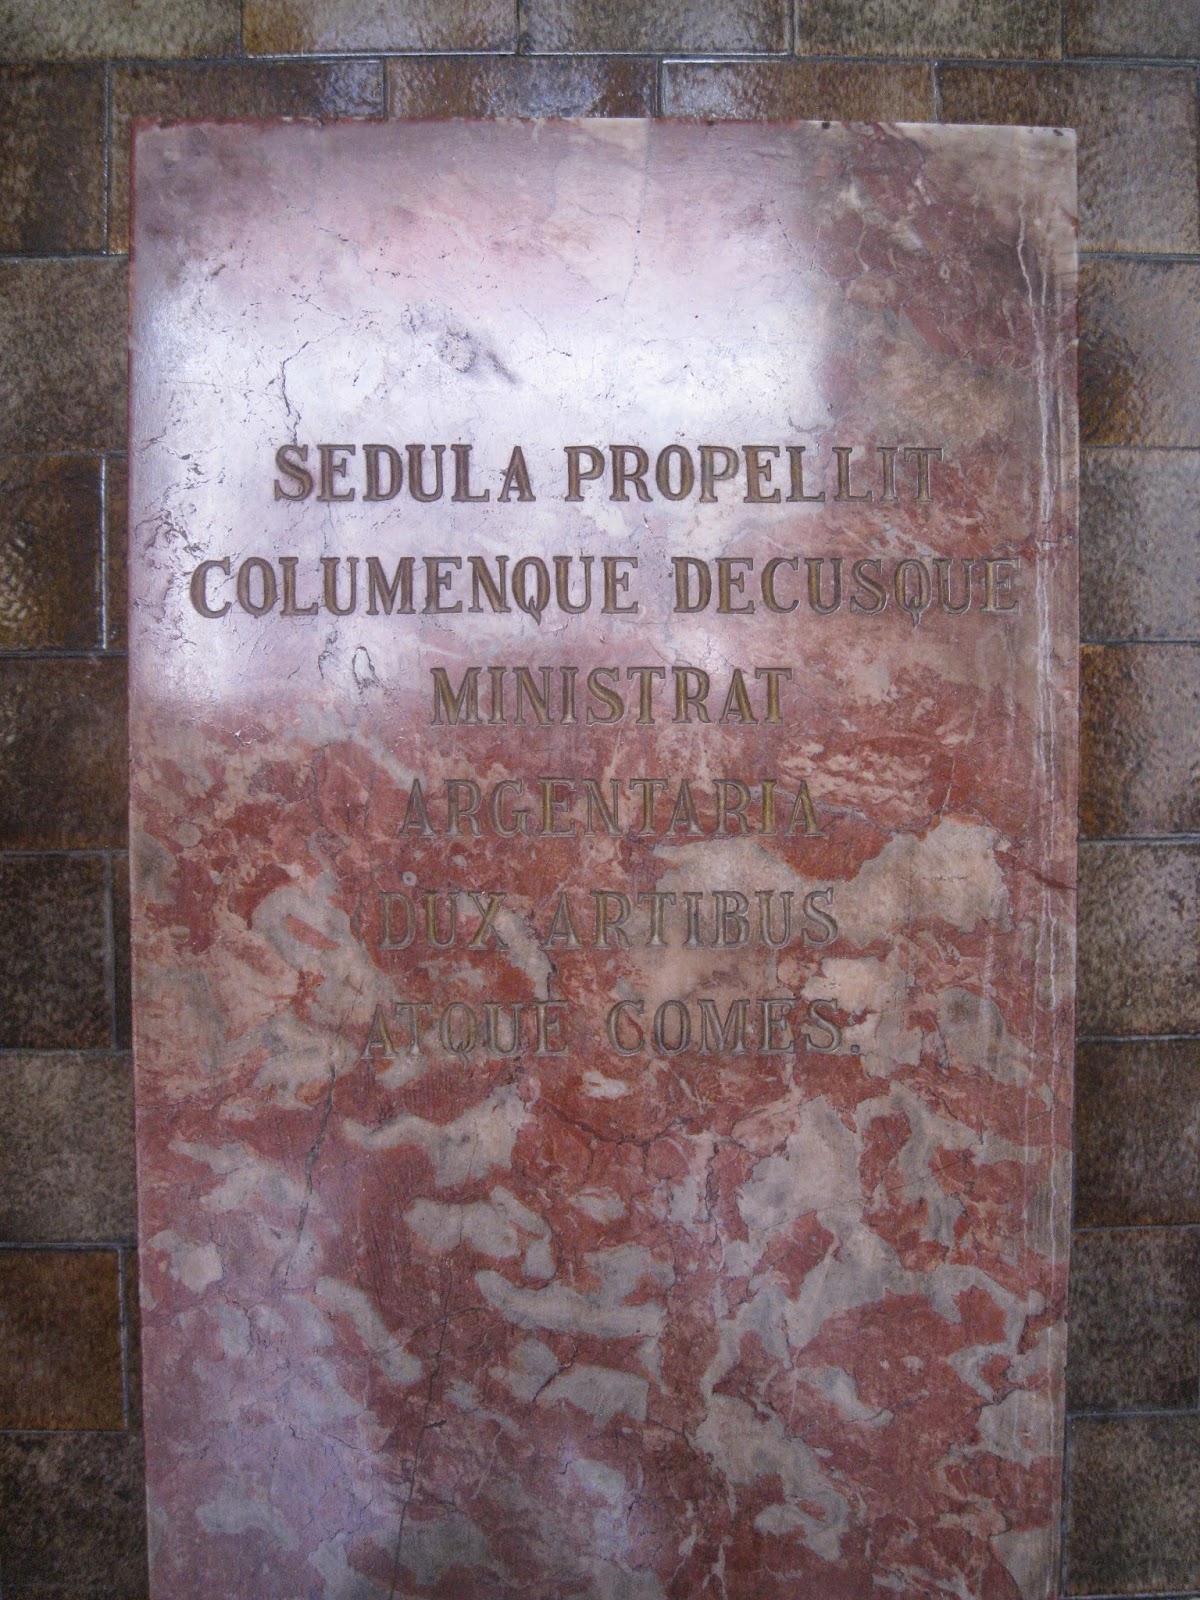 SEDULA PROPELLIT
COLUMENQUE DECUSQUE
MINISTRAT
ARGENTARIA
DUX ARTIBUS
ATQUE COMES.